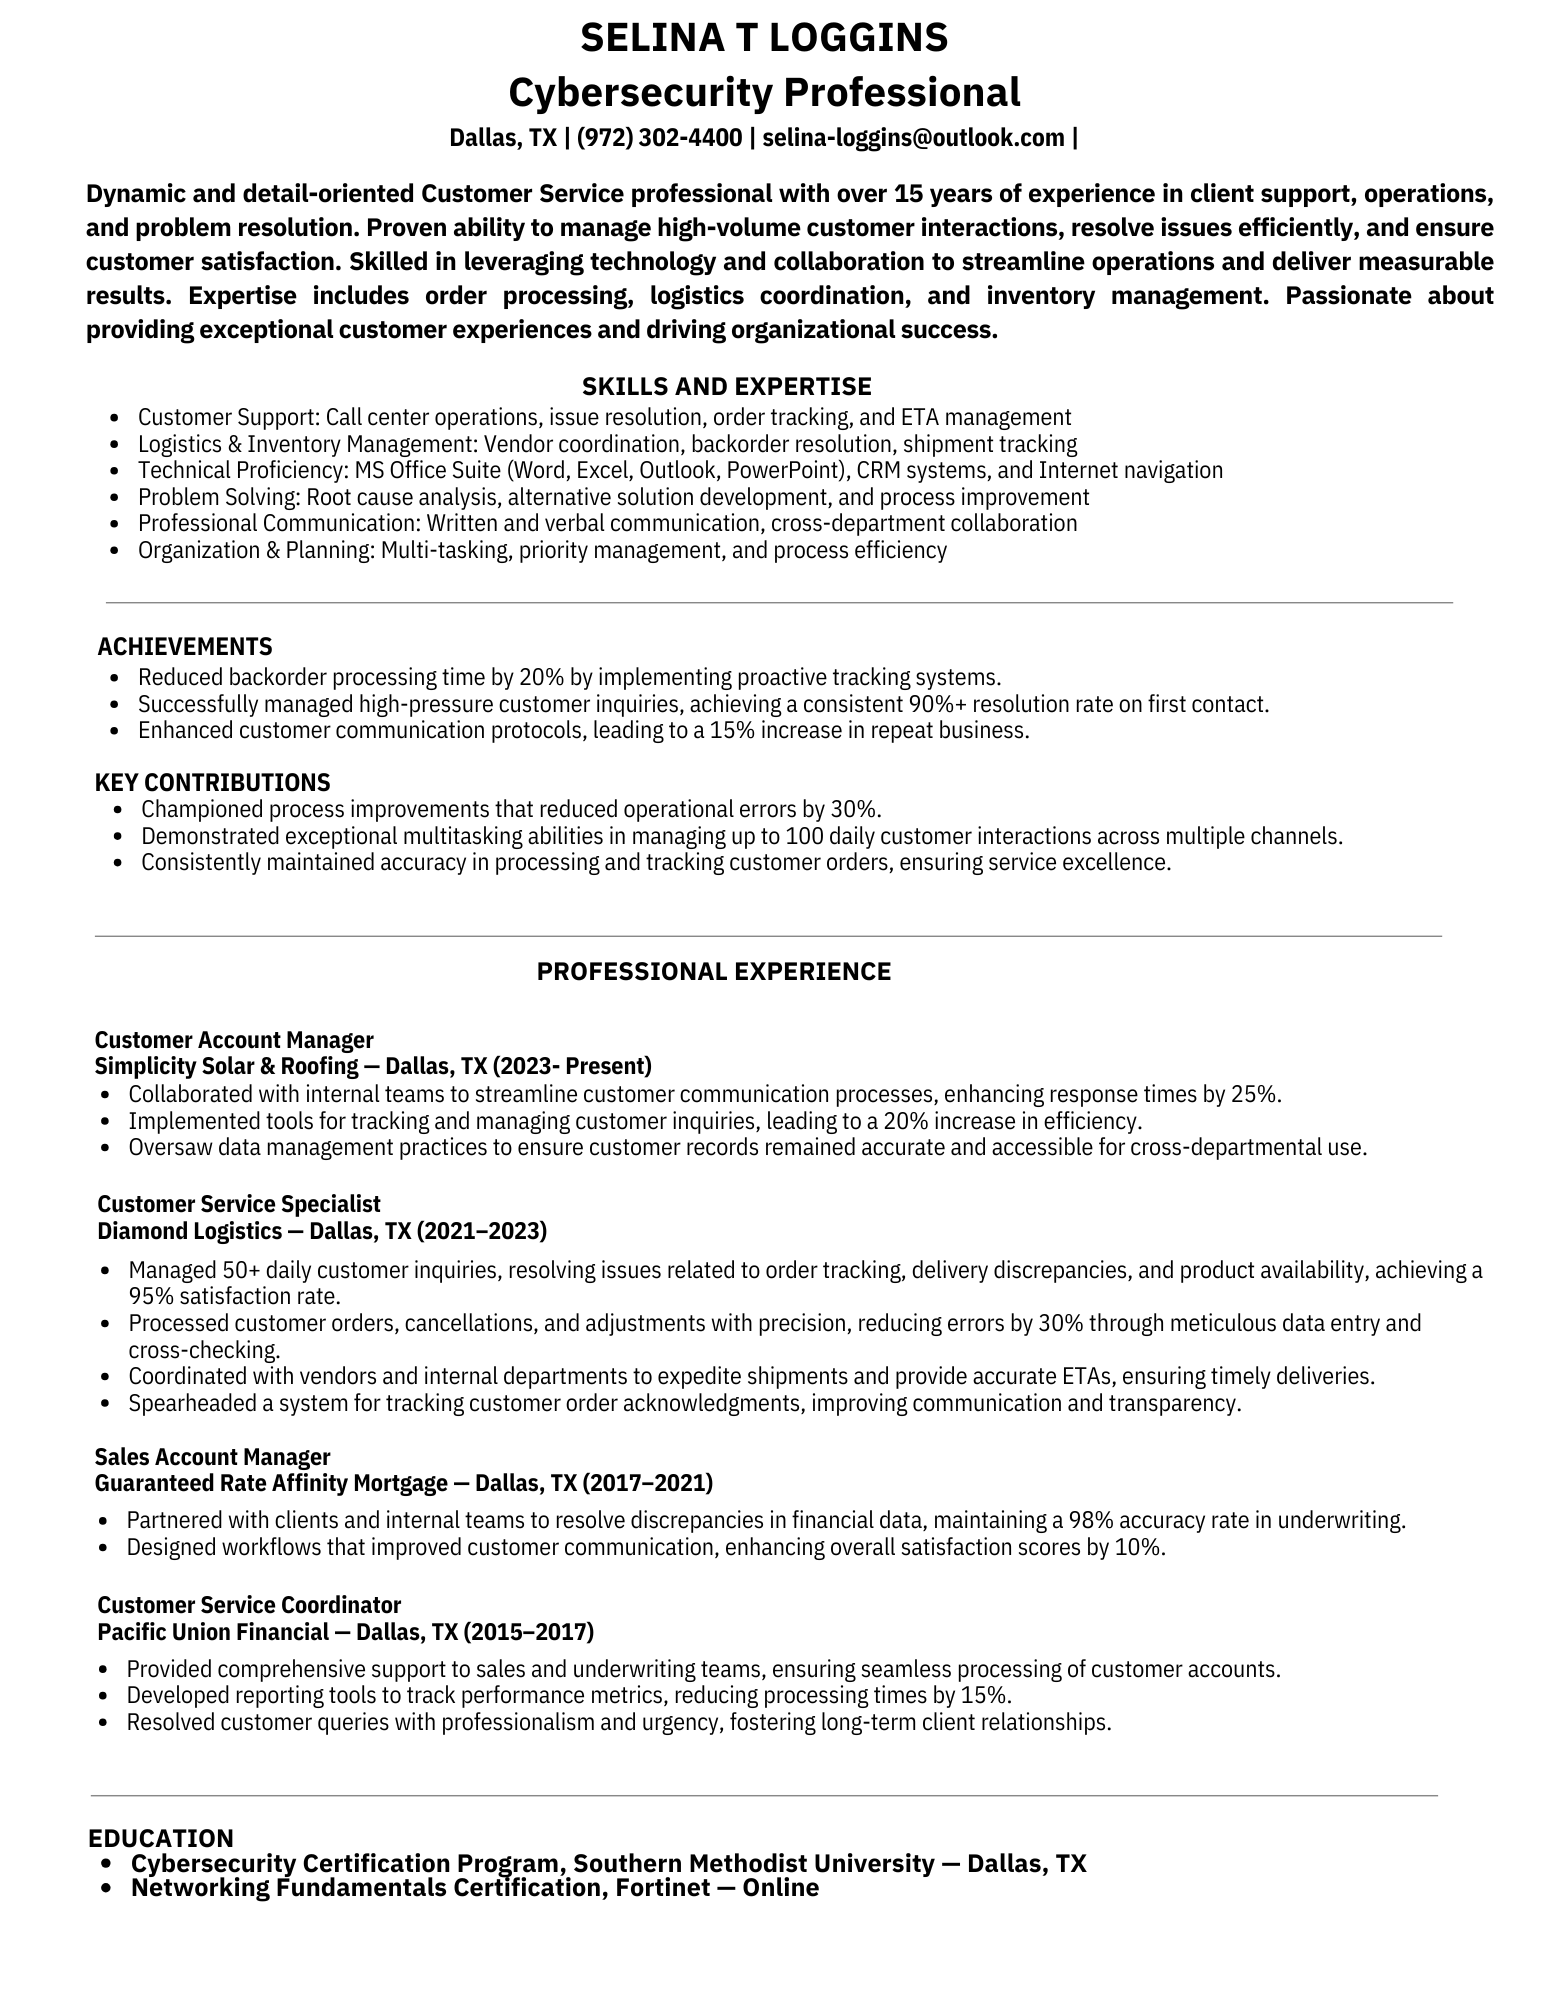 SELINA T LOGGINS
Cybersecurity Professional
Dallas, TX | (972) 302-4400 | selina-loggins@outlook.com |
Dynamic and detail-oriented Customer Service professional with over 15 years of experience in client support, operations,
and problem resolution. Proven ability to manage high-volume customer interactions, resolve issues efficiently, and ensure
customer satisfaction. Skilled in leveraging technology and collaboration to streamline operations and deliver measurable
results. Expertise includes order processing, logistics coordination, and inventory management. Passionate about
providing exceptional customer experiences and driving organizational success.
SKILLS AND EXPERTISE
• Customer Support: Call center operations, issue resolution, order tracking, and ETA management
• Logistics & Inventory Management: Vendor coordination, backorder resolution, shipment tracking
• Technical Proficiency: MS Office Suite (Word, Excel, Outlook, PowerPoint), CRM systems, and Internet navigation
• Problem Solving: Root cause analysis, alternative solution development, and process improvement
• Professional Communication: Written and verbal communication, cross-department collaboration
• Organization & Planning: Multi-tasking, priority management, and process efficiency
ACHIEVEMENTS
• Reduced backorder processing time by 20% by implementing proactive tracking systems.
• Successfully managed high-pressure customer inquiries, achieving a consistent 90%+ resolution rate on first contact.
• Enhanced customer communication protocols, leading to a 15% increase in repeat business.
KEY CONTRIBUTIONS
• Championed process improvements that reduced operational errors by 30%.
• Demonstrated exceptional multitasking abilities in managing up to 100 daily customer interactions across multiple channels.
• Consistently maintained accuracy in processing and tracking customer orders, ensuring service excellence.
PROFESSIONAL EXPERIENCE
Customer Account Manager
Simplicity Solar & Roofing — Dallas, TX (2023- Present)
• Collaborated with internal teams to streamline customer communication processes, enhancing response times by 25%.
• Implemented tools for tracking and managing customer inquiries, leading to a 20% increase in efficiency.
• Oversaw data management practices to ensure customer records remained accurate and accessible for cross-departmental use.
Customer Service Specialist
Diamond Logistics — Dallas, TX (2021–2023)
• Managed 50+ daily customer inquiries, resolving issues related to order tracking, delivery discrepancies, and product availability, achieving a
95% satisfaction rate.
• Processed customer orders, cancellations, and adjustments with precision, reducing errors by 30% through meticulous data entry and
cross-checking.
• Coordinated with vendors and internal departments to expedite shipments and provide accurate ETAs, ensuring timely deliveries.
• Spearheaded a system for tracking customer order acknowledgments, improving communication and transparency.
Sales Account Manager
Guaranteed Rate Affinity Mortgage — Dallas, TX (2017–2021)
• Partnered with clients and internal teams to resolve discrepancies in financial data, maintaining a 98% accuracy rate in underwriting.
• Designed workflows that improved customer communication, enhancing overall satisfaction scores by 10%.
Customer Service Coordinator
Pacific Union Financial — Dallas, TX (2015–2017)
• Provided comprehensive support to sales and underwriting teams, ensuring seamless processing of customer accounts.
• Developed reporting tools to track performance metrics, reducing processing times by 15%.
• Resolved customer queries with professionalism and urgency, fostering long-term client relationships.
EDUCATION
• Cybersecurity Certification Program, Southern Methodist University — Dallas, TX
• Networking Fundamentals Certification, Fortinet — Online